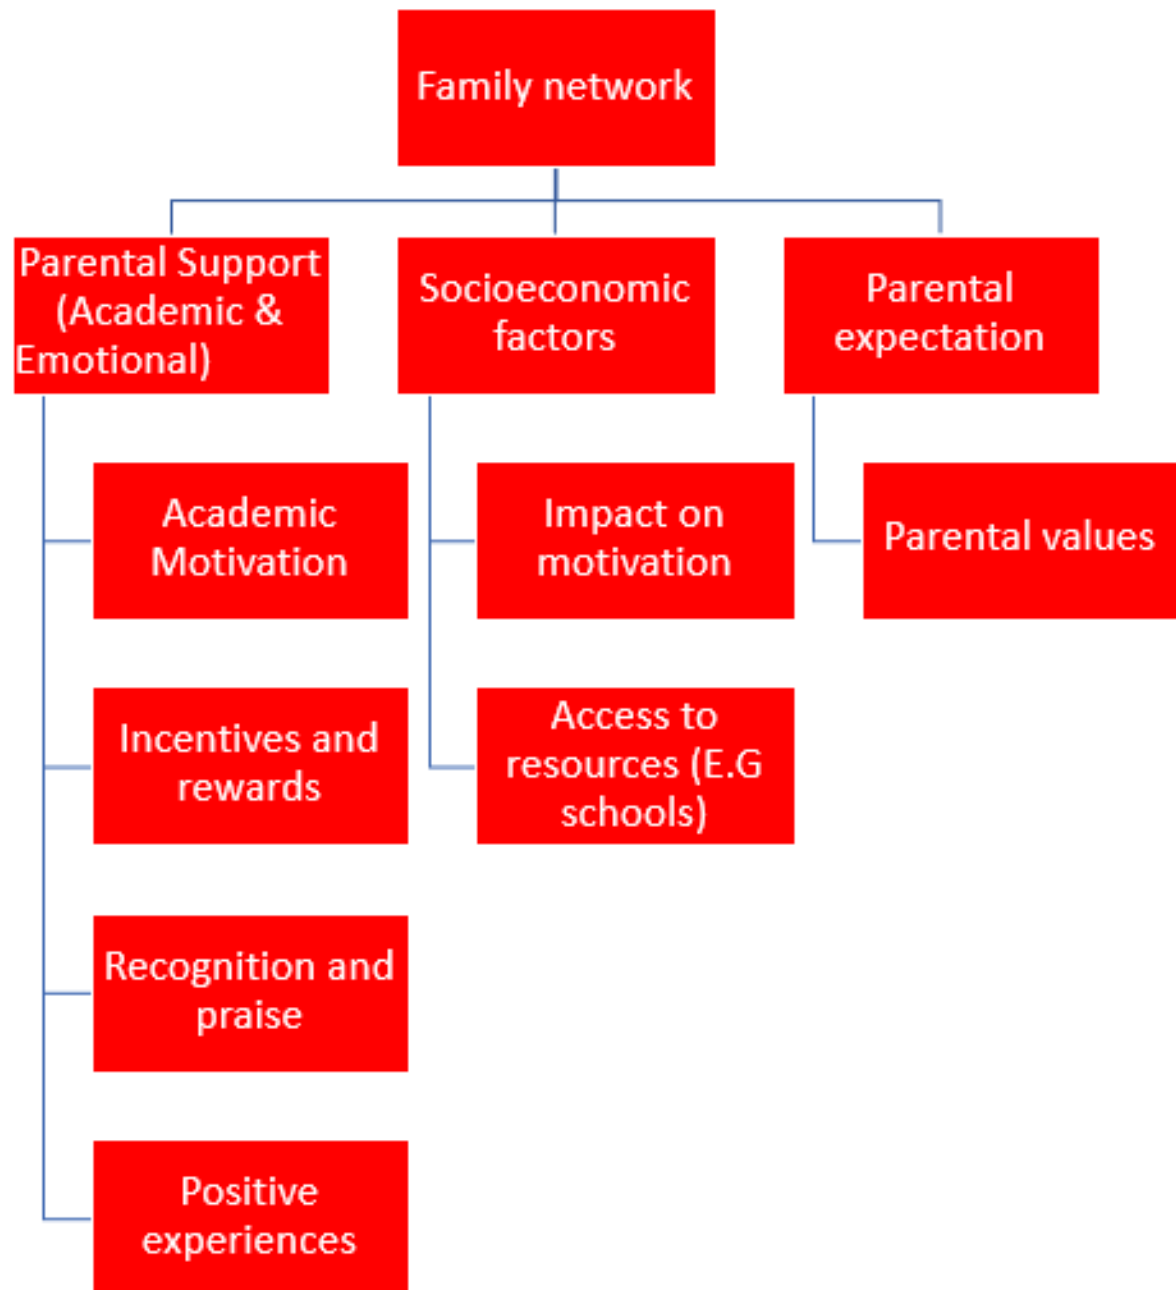 Family network
Parental Support
(Academic &
Emotional)
Socioeconomic
factors
Parental
expectation
Academic
Motivation
Impact on
motivation
Parental values
Incentives and
rewards
Access to
resources (E.G
schools)
Recognition and
praise
Positive
experiences